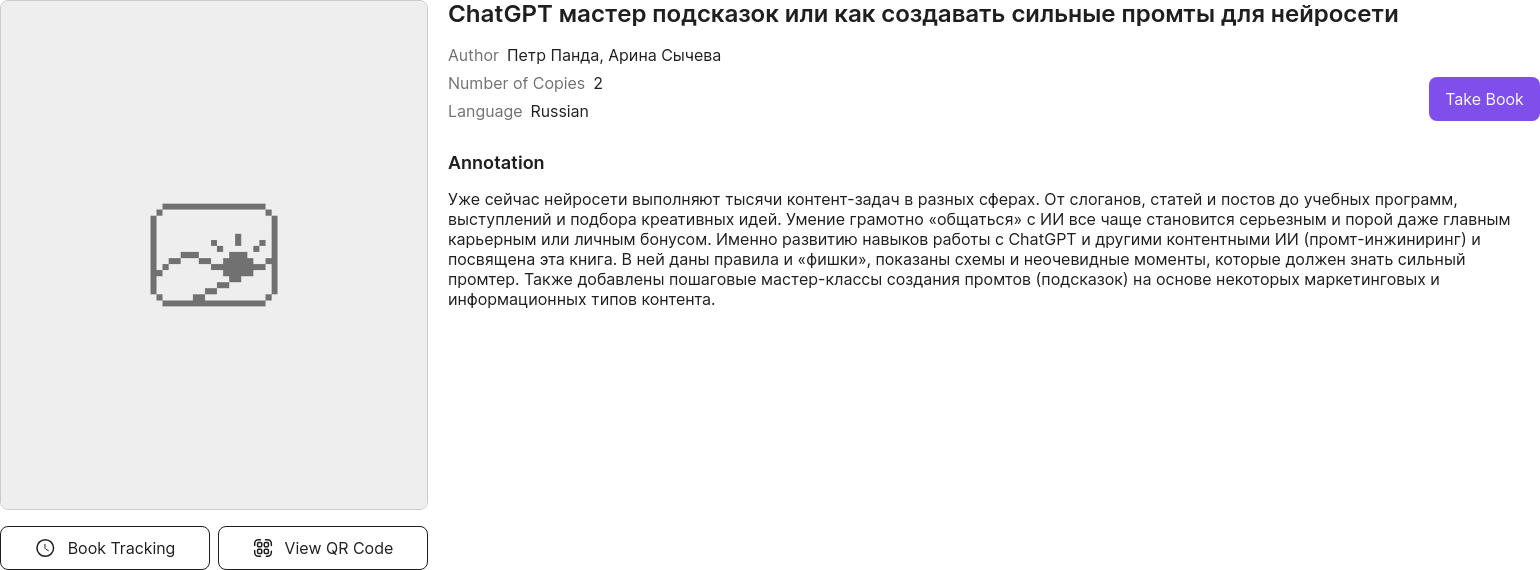 ChatGPT мастер подсказок или как создавать сильные промты для нейросети
Author Петр Панда, Арина Сычева
Number of Copies 2
Language Russian
Take Book
Annotation
Уже сейчас нейросети выполняют тысячи контент-задач в разных сферах. От слоганов, статей и постов до учебных программ,
выступлений и подбора креативных идей. Умение грамотно «общаться» с ИИ все чаще становится серьезным и порой даже главным
карьерным или личным бонусом. Именно развитию навыков работы с ChatGPT и другими контентными ИИ (промт-инжиниринг) и
посвящена эта книга. В ней даны правила и «фишки», показаны схемы и неочевидные моменты, которые должен знать сильный
промтер. Также добавлены пошаговые мастер-классы создания промтов (подсказок) на основе некоторых маркетинговых и
информационных типов контента.
Book Tracking
View QR Code